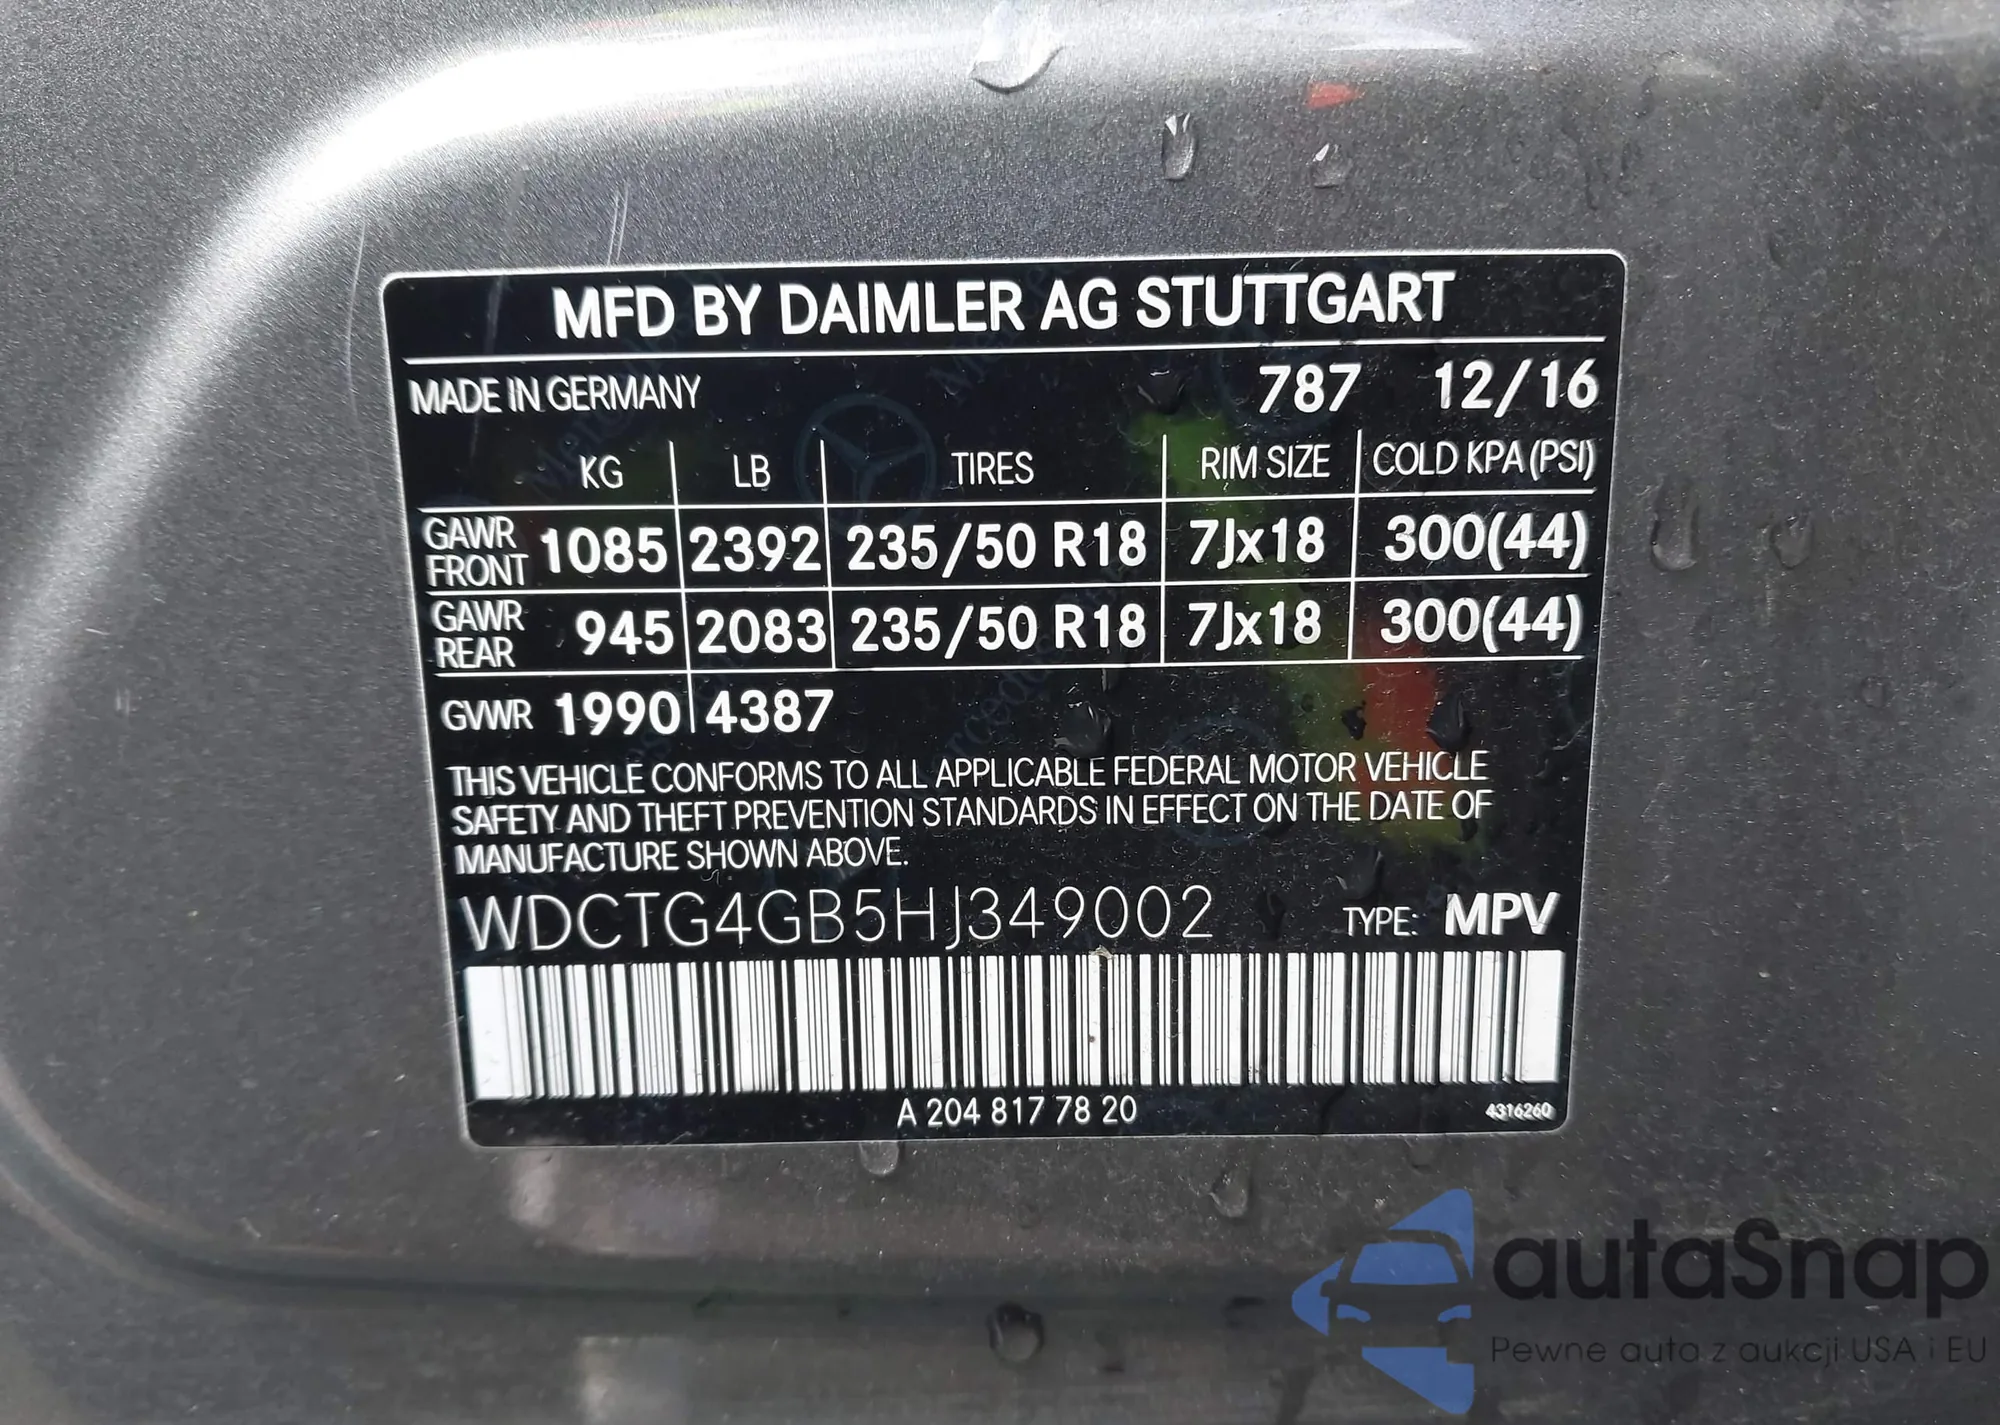 MFD BY DAIMLER AG STUTTGART
MADE IN GERMANY 787 12/16
KG LB TIRES RIM SIZE COLD KPA (PSI)
GAWR FRONT 1085 2392 235/50 R18 7Jx18 300(44)
GAWR REAR 945 2083 235/50 R18 7Jx18 300(44)
GVWR 1990 4387
THIS VEHICLE CONFORMS TO ALL APPLICABLE FEDERAL MOTOR VEHICLE
SAFETY AND THEFT PREVENTION STANDARDS IN EFFECT ON THE DATE OF
MANUFACTURE SHOWN ABOVE.
WDCTG4GB5HJ349002 TYPE: MPV
A 204 817 78 20 4316260
autaSnap
Pewne auta z aukcji USA i EU